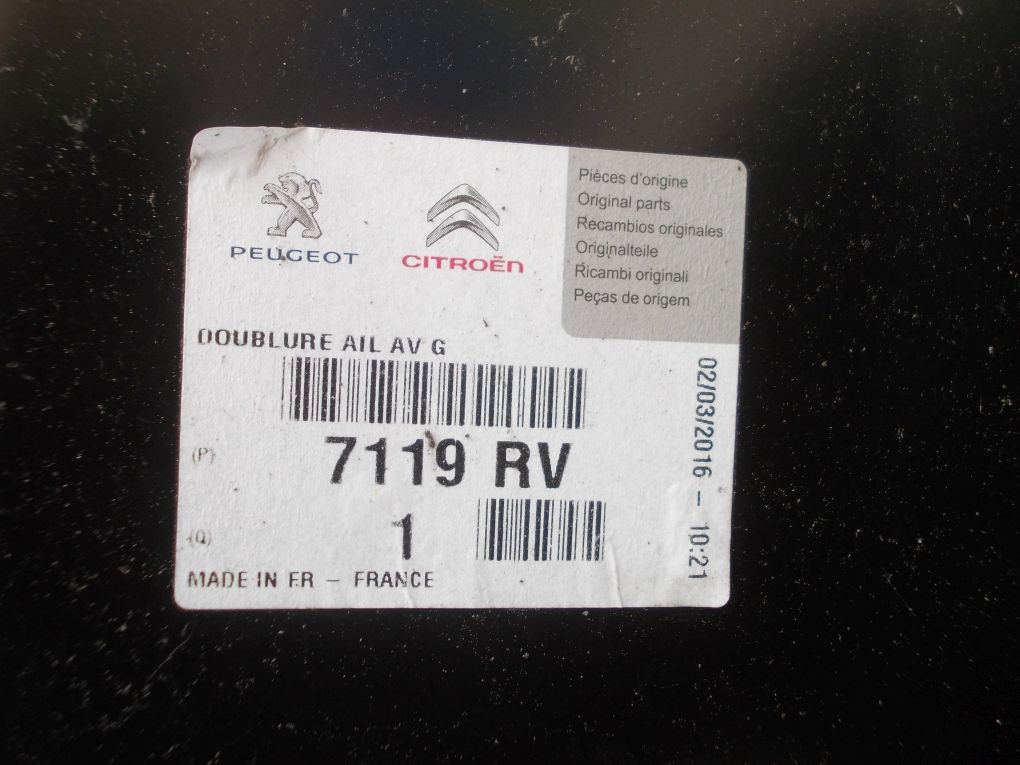 PEUGEOT
CITROËN
Pièces d'origine
Original parts
Recambios originales
Originalteile
Ricambi originali
Peças de origem
DOUBLURE AIL AV G
(P) 7119 RV
(Q) 1
MADE IN FR – FRANCE
02/03/2016 – 10:21